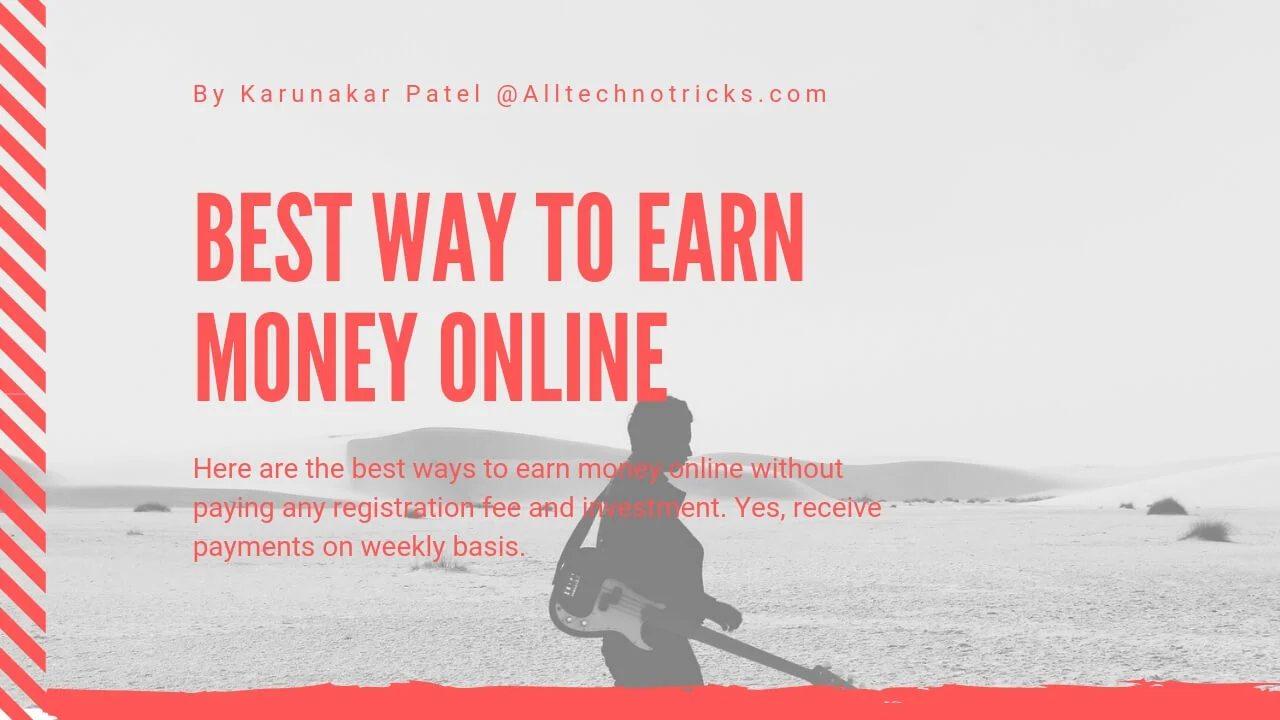 By Karunakar Patel @Alltechnotricks.com
BEST WAY TO EARN
MONEY ONLINE
Here are the best ways to earn money online without
paying any registration fee and investment. Yes, receive
payments on weekly basis.